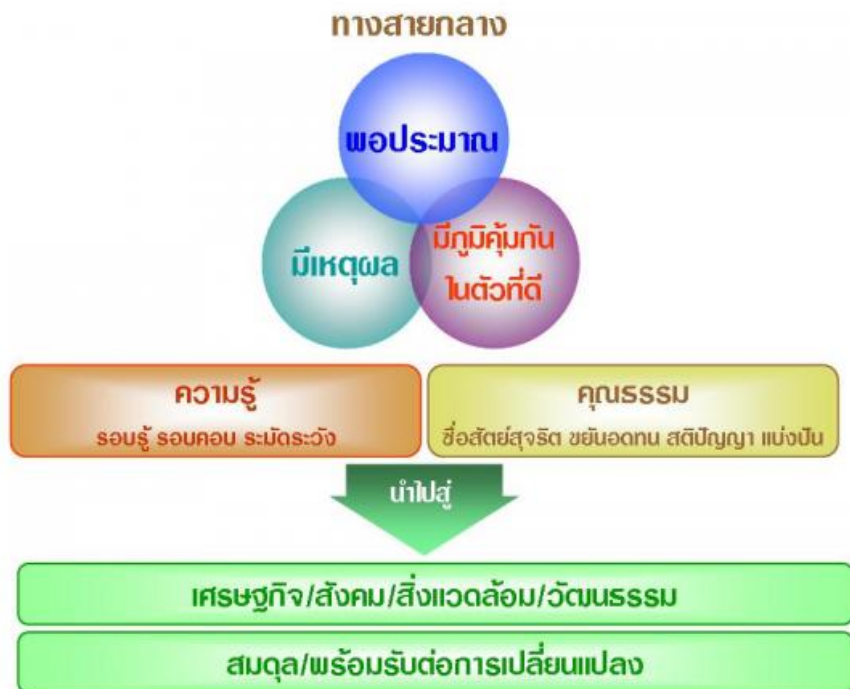 ทางสายกลาง
พอประมาณ
มีเหตุผล
มีภูมิคุ้มกัน
ในตัวที่ดี
ความรู้
รอบรู้ รอบคอบ ระมัดระวัง
คุณธรรม
ซื่อสัตย์สุจริต ขยันอดทน สติปัญญา แบ่งปัน
นำไปสู่
เศรษฐกิจ/สังคม/สิ่งแวดล้อม/วัฒนธรรม
สมดุล/พร้อมรับต่อการเปลี่ยนแปลง